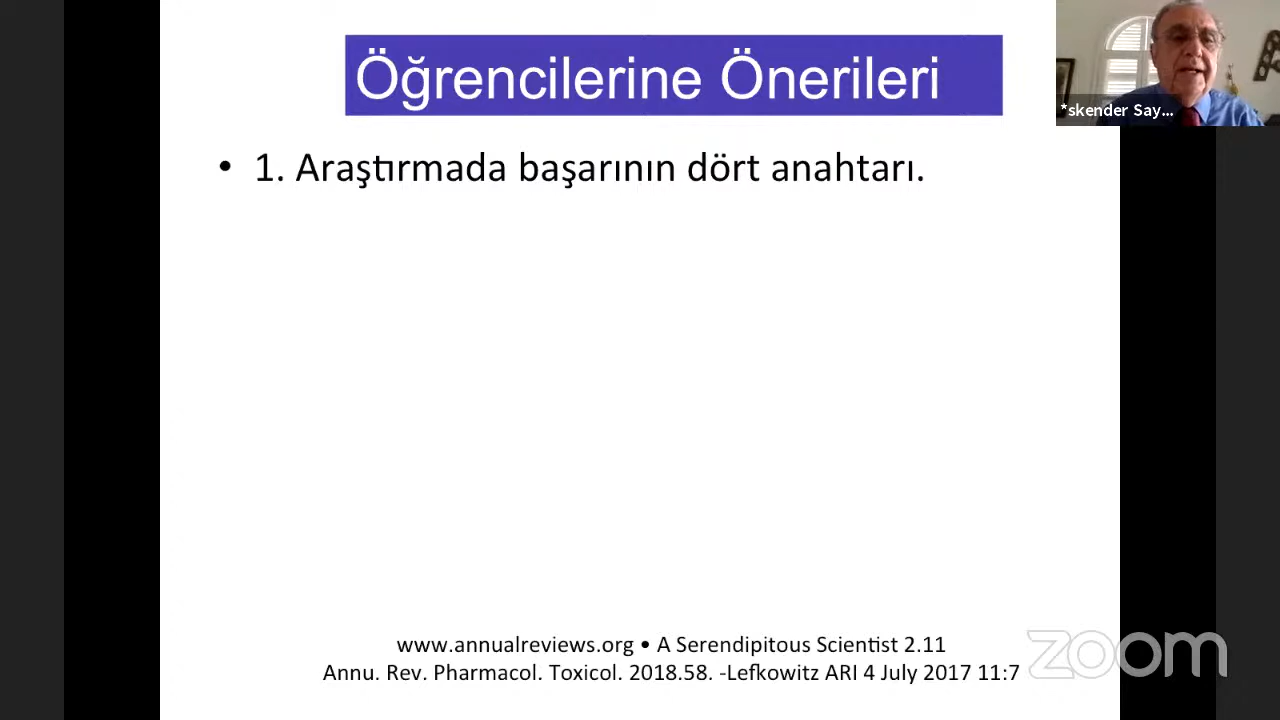 Öğrencilerine Önerileri
*skender Say...
• 1. Araştırmada başarının dört anahtarı.
www.annualreviews.org • A Serendipitous Scientist 2.11
Annu. Rev. Pharmacol. Toxicol. 2018.58. -Lefkowitz ARI 4 July 2017 11:7
zoom